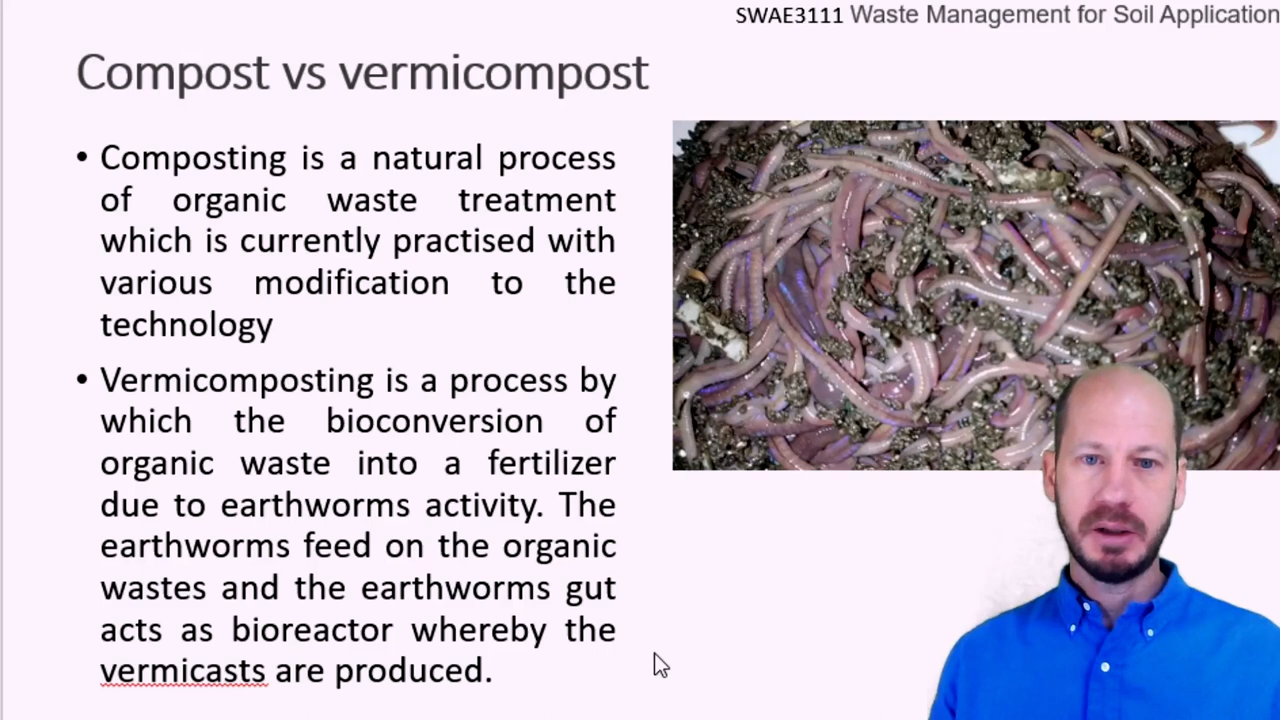 SWAE3111 Waste Management for Soil Application
Compost vs vermicompost
• Composting is a natural process
of organic waste treatment
which is currently practised with
various modification to the
technology
• Vermicomposting is a process by
which the bioconversion of
organic waste into a fertilizer
due to earthworms activity. The
earthworms feed on the organic
wastes and the earthworms gut
acts as bioreactor whereby the
vermicasts are produced.